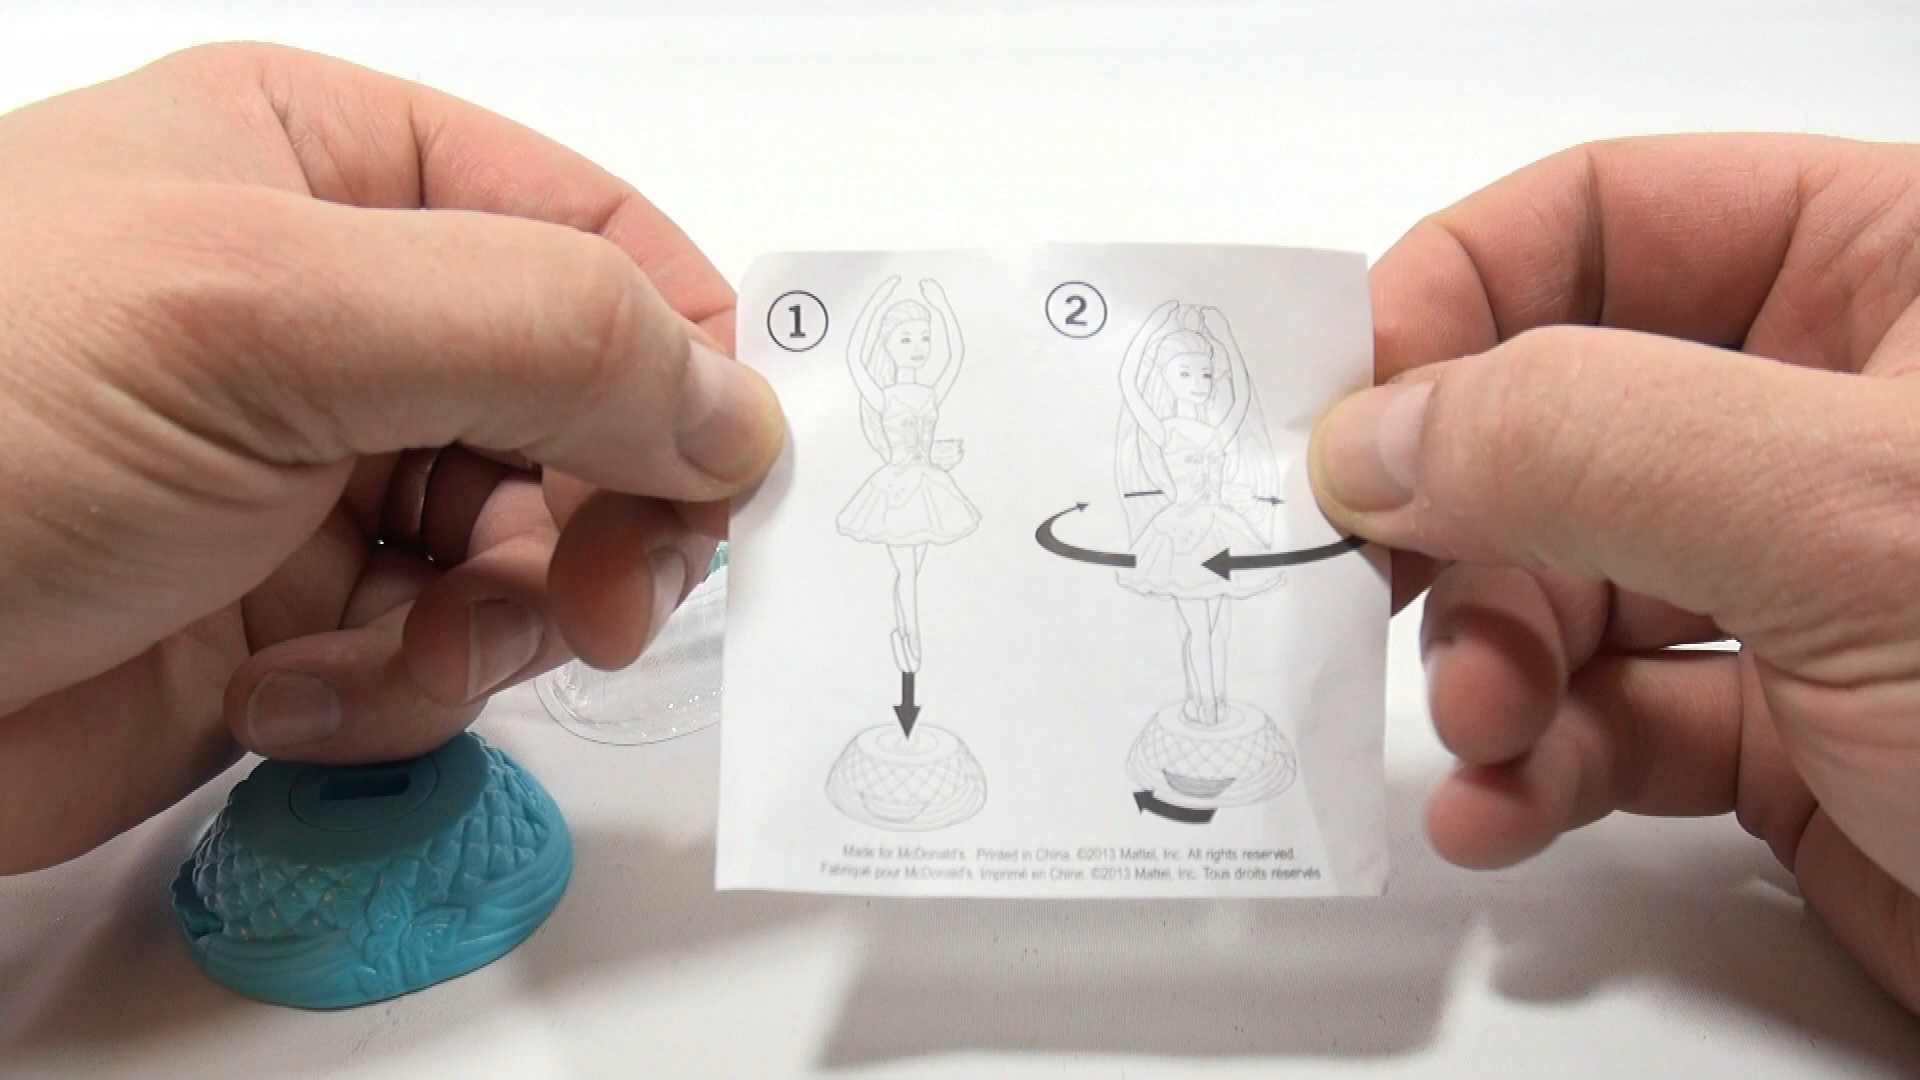 1
2
Made for McDonald's. Printed in China. ©2013 Mattel, Inc. All rights reserved.
Fabriqué pour McDonald's. Imprimé en Chine. ©2013 Mattel, Inc. Tous droits réservés